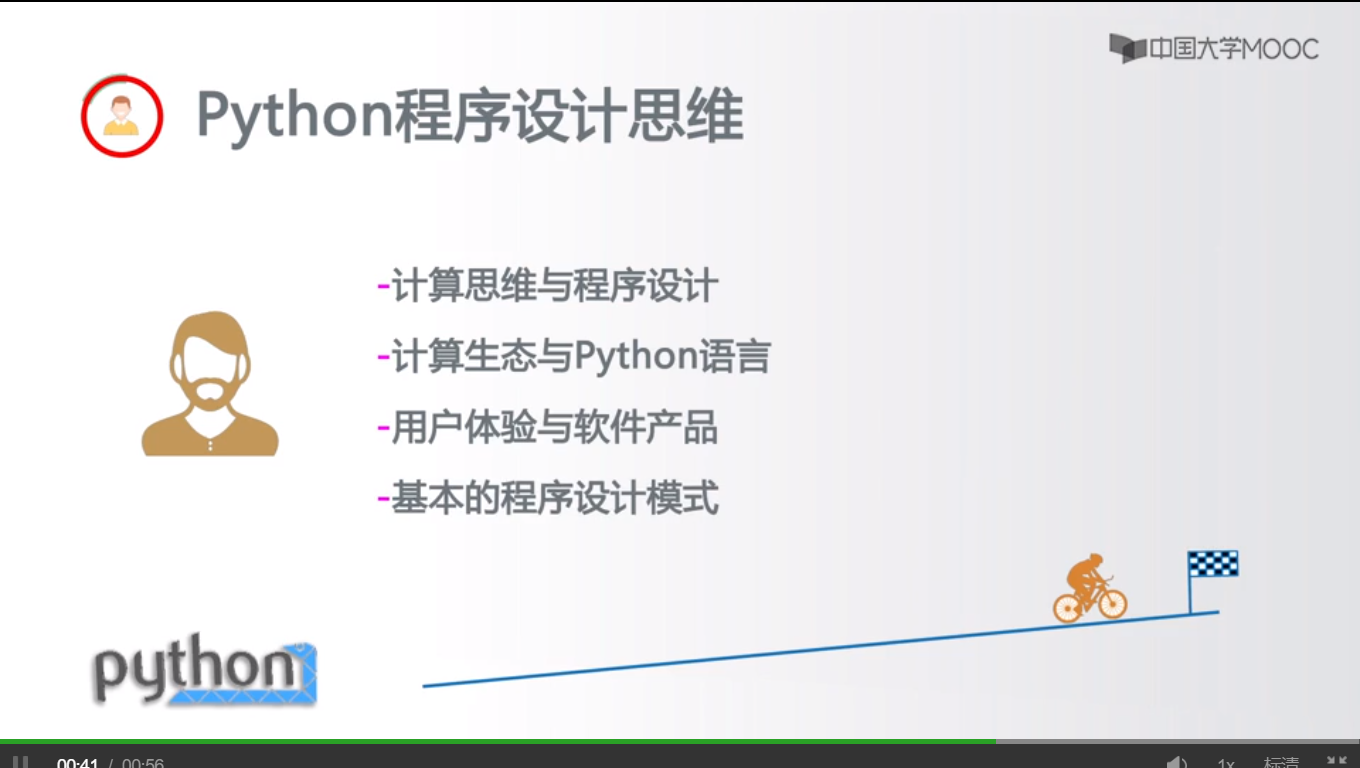 中国大学MOOC
Python程序设计思维
-计算思维与程序设计
-计算生态与Python语言
-用户体验与软件产品
-基本的程序设计模式
python
00:41 / 00:56 1x 标清